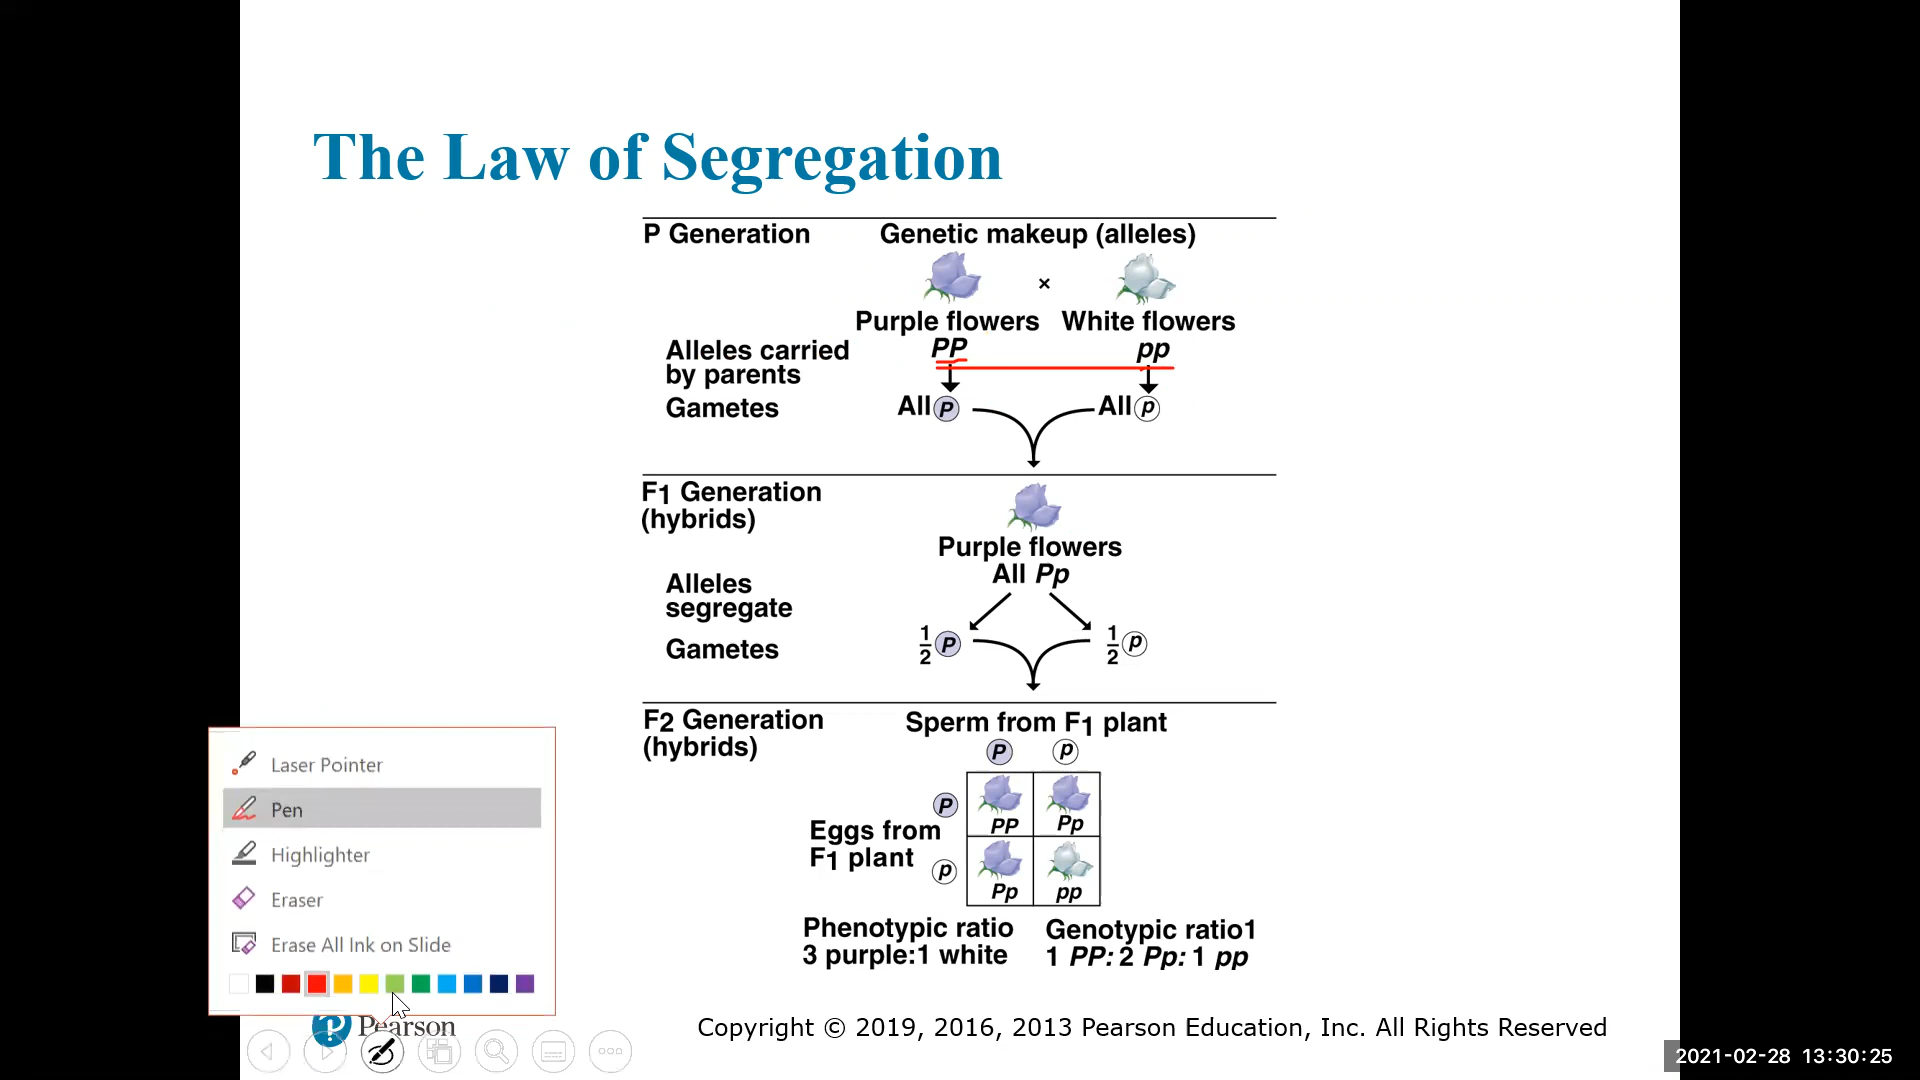 The Law of Segregation
P Generation Genetic makeup (alleles)
×
Purple flowers White flowers
Alleles carried PP pp
by parents
Gametes All P All p
F1 Generation
(hybrids)
Purple flowers
All Pp
Alleles
segregate
Gametes 1/2 P 1/2 p
F2 Generation Sperm from F1 plant
(hybrids) P p
P
PP Pp
Eggs from
F1 plant p
Pp pp
Phenotypic ratio Genotypic ratio1
3 purple:1 white 1 PP: 2 Pp: 1 pp
Laser Pointer
Pen
Highlighter
Eraser
Erase All Ink on Slide
P Pearson
Copyright © 2019, 2016, 2013 Pearson Education, Inc. All Rights Reserved
2021-02-28 13:30:25